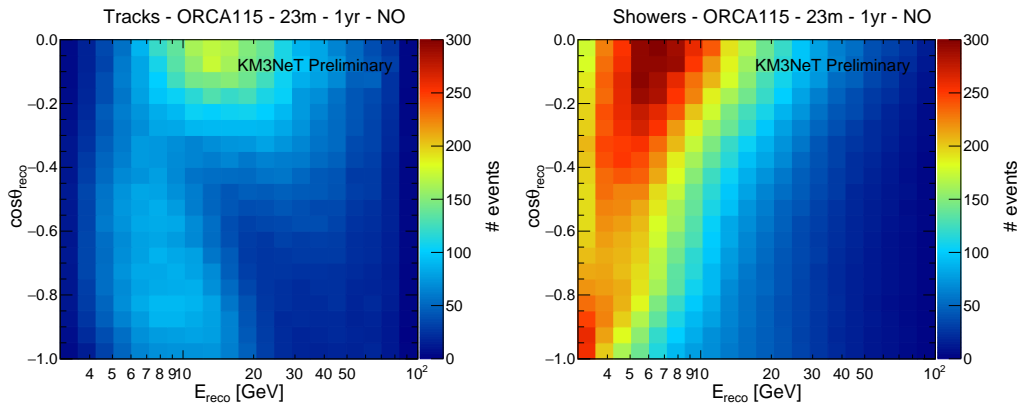 Tracks - ORCA115 - 23m - 1yr - NO
KM3NeT Preliminary
cosθreco
0.0
−0.2
−0.4
−0.6
−0.8
−1.0
4 5 6 7 8 9 10 20 30 40 50 10²
Ereco [GeV]
300
250
200
150
100
50
0
# events
Showers - ORCA115 - 23m - 1yr - NO
KM3NeT Preliminary
cosθreco
0.0
−0.2
−0.4
−0.6
−0.8
−1.0
4 5 6 7 8 9 10 20 30 40 50 10²
Ereco [GeV]
300
250
200
150
100
50
0
# events